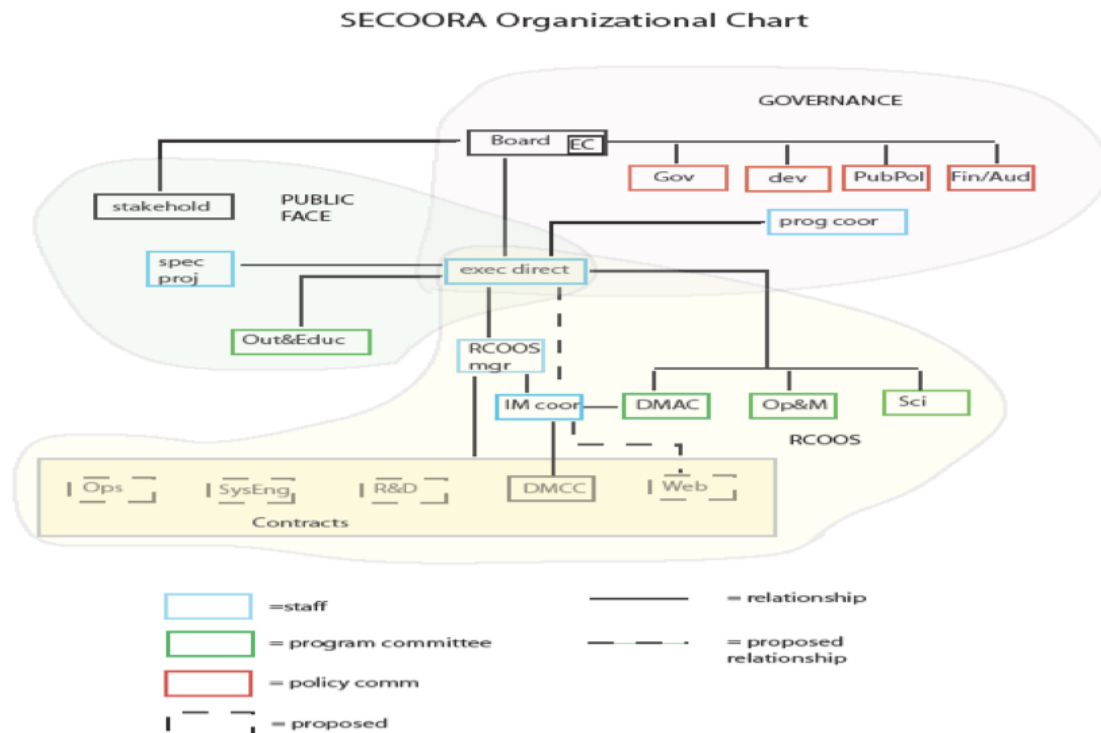 SECOORA Organizational Chart
GOVERNANCE
Board
EC
Gov
dev
PubPol
Fin/Aud
stakehold
PUBLIC
FACE
prog coor
spec
proj
exec direct
Out&Educ
RCOOS
mgr
IM coor
DMAC
Op&M
Sci
RCOOS
Ops
SysEng
R&D
DMCC
Web
Contracts
=staff
= relationship
= program committee
= proposed
relationship
= policy comm
= proposed